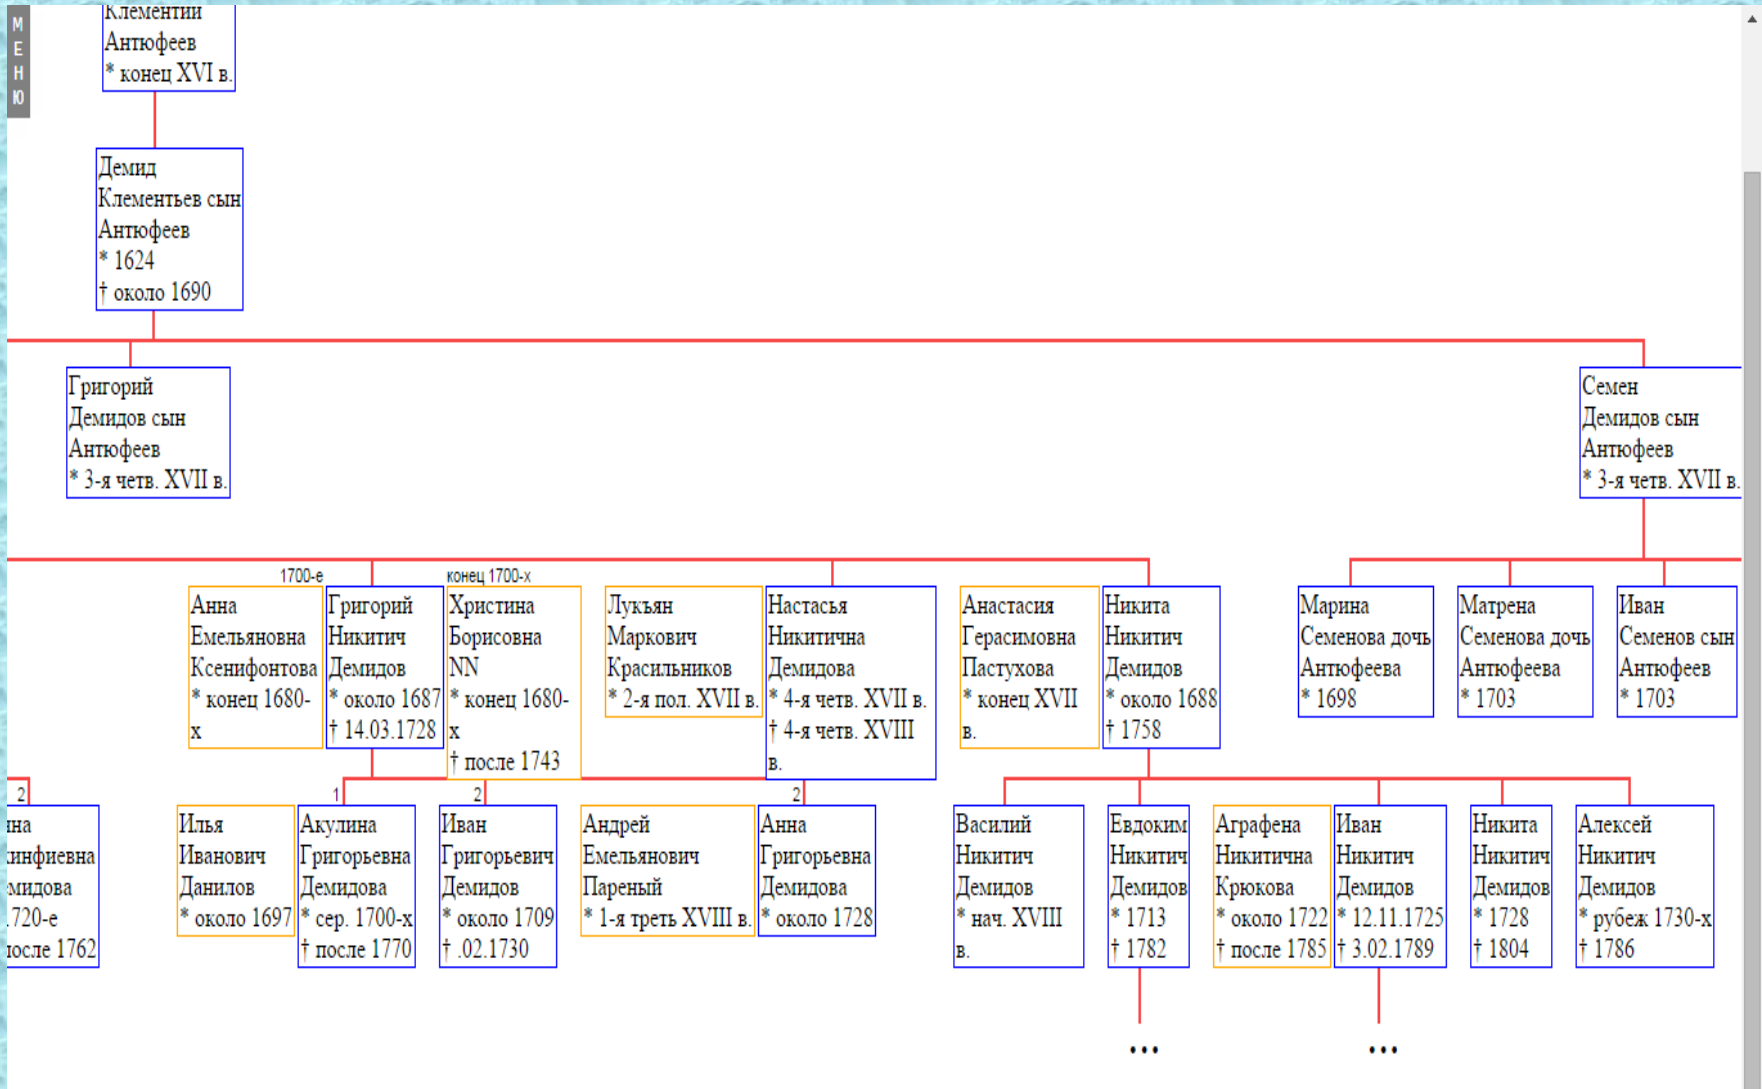 М
Е
Н
Ю
Клементий
Антюфеев
* конец XVI в.
Демид
Клементьев сын
Антюфеев
* 1624
† около 1690
Григорий
Демидов сын
Антюфеев
* 3-я четв. XVII в.
Семен
Демидов сын
Антюфеев
* 3-я четв. XVII в.
1700-е
конец 1700-х
Анна
Емельяновна
Ксенифонтова
* конец 1680-
х
Григорий
Никитич
Демидов
* около 1687
† 14.03.1728
Христина
Борисовна
NN
* конец 1680-
х
† после 1743
Лукъян
Маркович
Красильников
* 2-я пол. XVII в.
Настасья
Никитична
Демидова
* 4-я четв. XVII в.
† 4-я четв. XVIII
в.
Анастасия
Герасимовна
Пастухова
* конец XVII
в.
Никита
Никитич
Демидов
* около 1688
† 1758
Марина
Семенова дочь
Антюфеева
* 1698
Матрена
Семенова дочь
Антюфеева
* 1703
Иван
Семенов сын
Антюфеев
* 1703
2
1
2
2
на
инфиевна
мидова
.720-е
после 1762
Илья
Иванович
Данилов
* около 1697
Акулина
Григорьевна
Демидова
* сер. 1700-х
† после 1770
Иван
Григорьевич
Демидов
* около 1709
† .02.1730
Андрей
Емельянович
Пареный
* 1-я треть XVIII в.
Анна
Григорьевна
Демидова
* около 1728
Василий
Никитич
Демидов
* нач. XVIII
в.
Евдоким
Никитич
Демидов
* 1713
† 1782
Аграфена
Никитична
Крюкова
* около 1722
† после 1785
Иван
Никитич
Демидов
* 12.11.1725
† 3.02.1789
Никита
Никитич
Демидов
* 1728
† 1804
Алексей
Никитич
Демидов
* рубеж 1730-х
† 1786
...
...